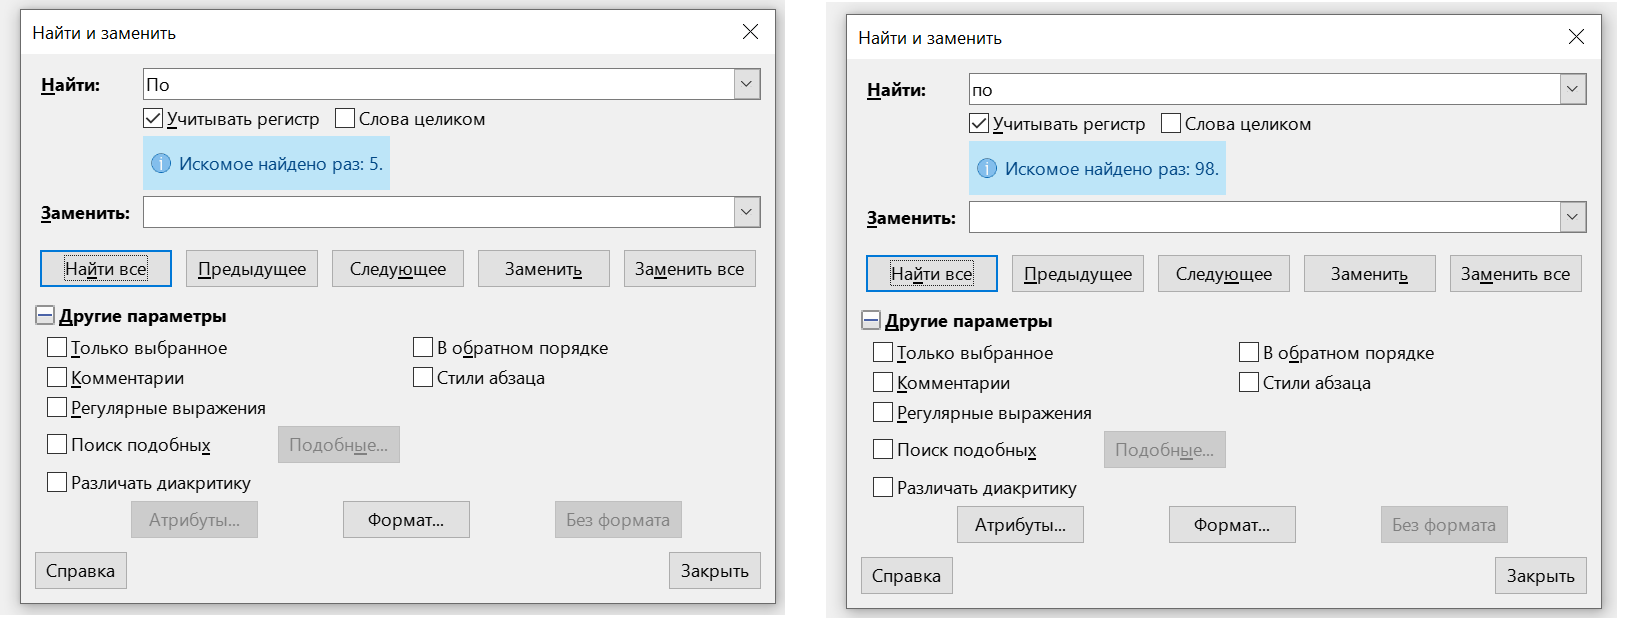 Найти и заменить
Найти:
По
Учитывать регистр
Слова целиком
Искомое найдено раз: 5.
Заменить:
Найти все
Предыдущее
Следующее
Заменить
Заменить все
Другие параметры
Только выбранное
В обратном порядке
Комментарии
Стили абзаца
Регулярные выражения
Поиск подобных
Подобные...
Различать диакритику
Атрибуты...
Формат...
Без формата
Справка
Закрыть
Найти и заменить
Найти:
по
Учитывать регистр
Слова целиком
Искомое найдено раз: 98.
Заменить:
Найти все
Предыдущее
Следующее
Заменить
Заменить все
Другие параметры
Только выбранное
В обратном порядке
Комментарии
Стили абзаца
Регулярные выражения
Поиск подобных
Подобные...
Различать диакритику
Атрибуты...
Формат...
Без формата
Справка
Закрыть